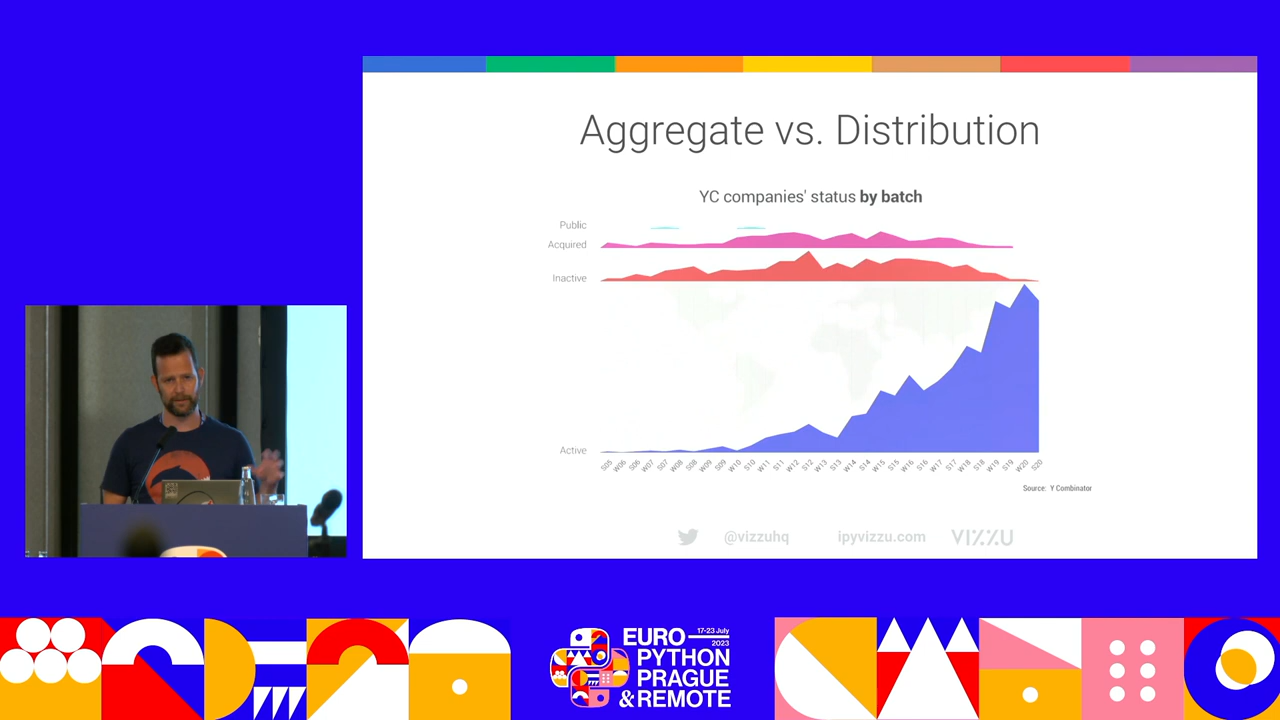 Aggregate vs. Distribution
YC companies' status by batch
Public
Acquired
Inactive
Active
S05 W06 S06 W07 S07 W08 S08 W09 S09 W10 S10 W11 S11 W12 S12 W13 S13 W14 S14 W15 S15 W16 S16 W17 S17 W18 S18 W19 S19 W20 S20
Source: Y Combinator
@vizzuhq ipyvizzu.com VIZZU
EURO 17-23 July 2023
PYTHON
PRAGUE
& REMOTE